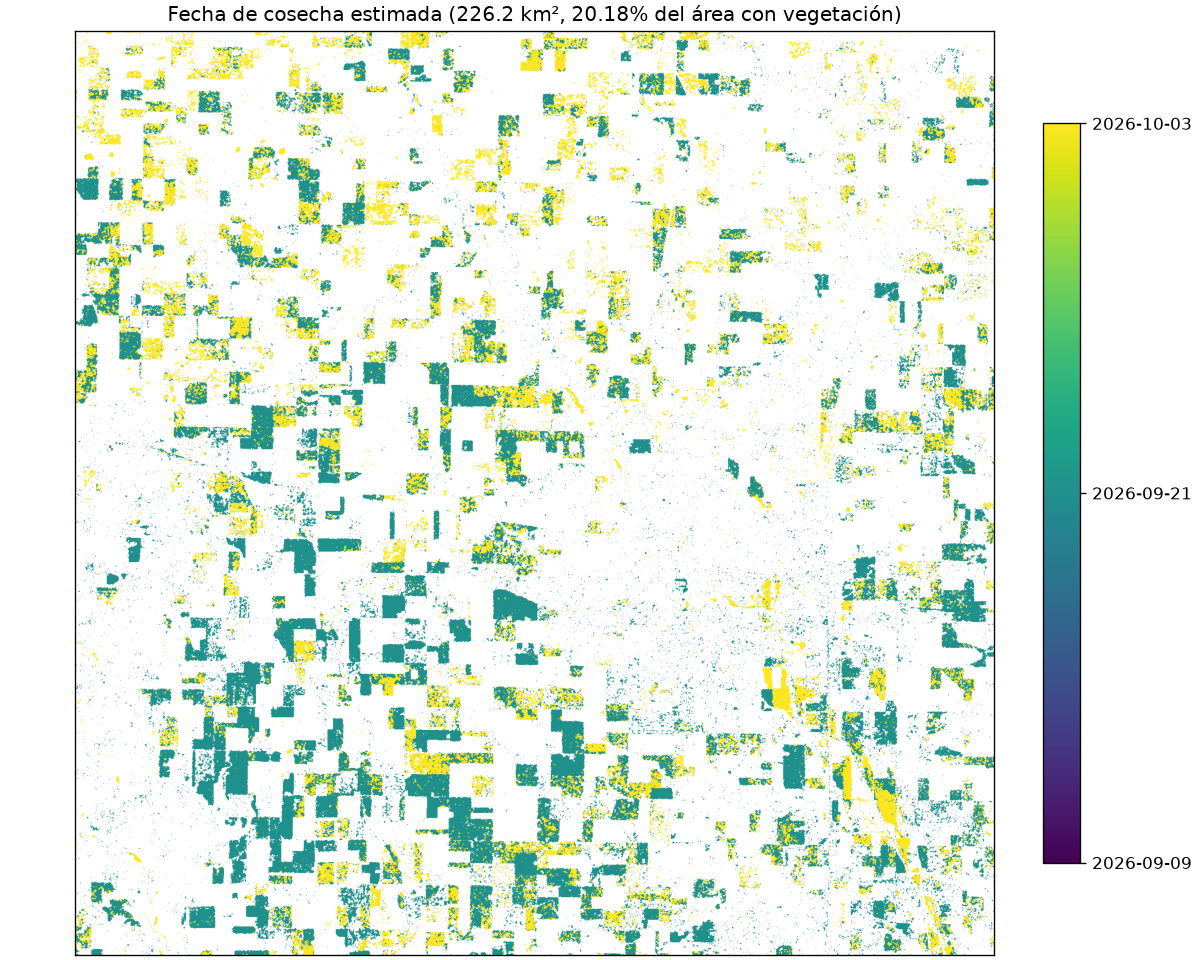 Fecha de cosecha estimada (226.2 km², 20.18% del área con vegetación)
2026-10-03
2026-09-21
2026-09-09